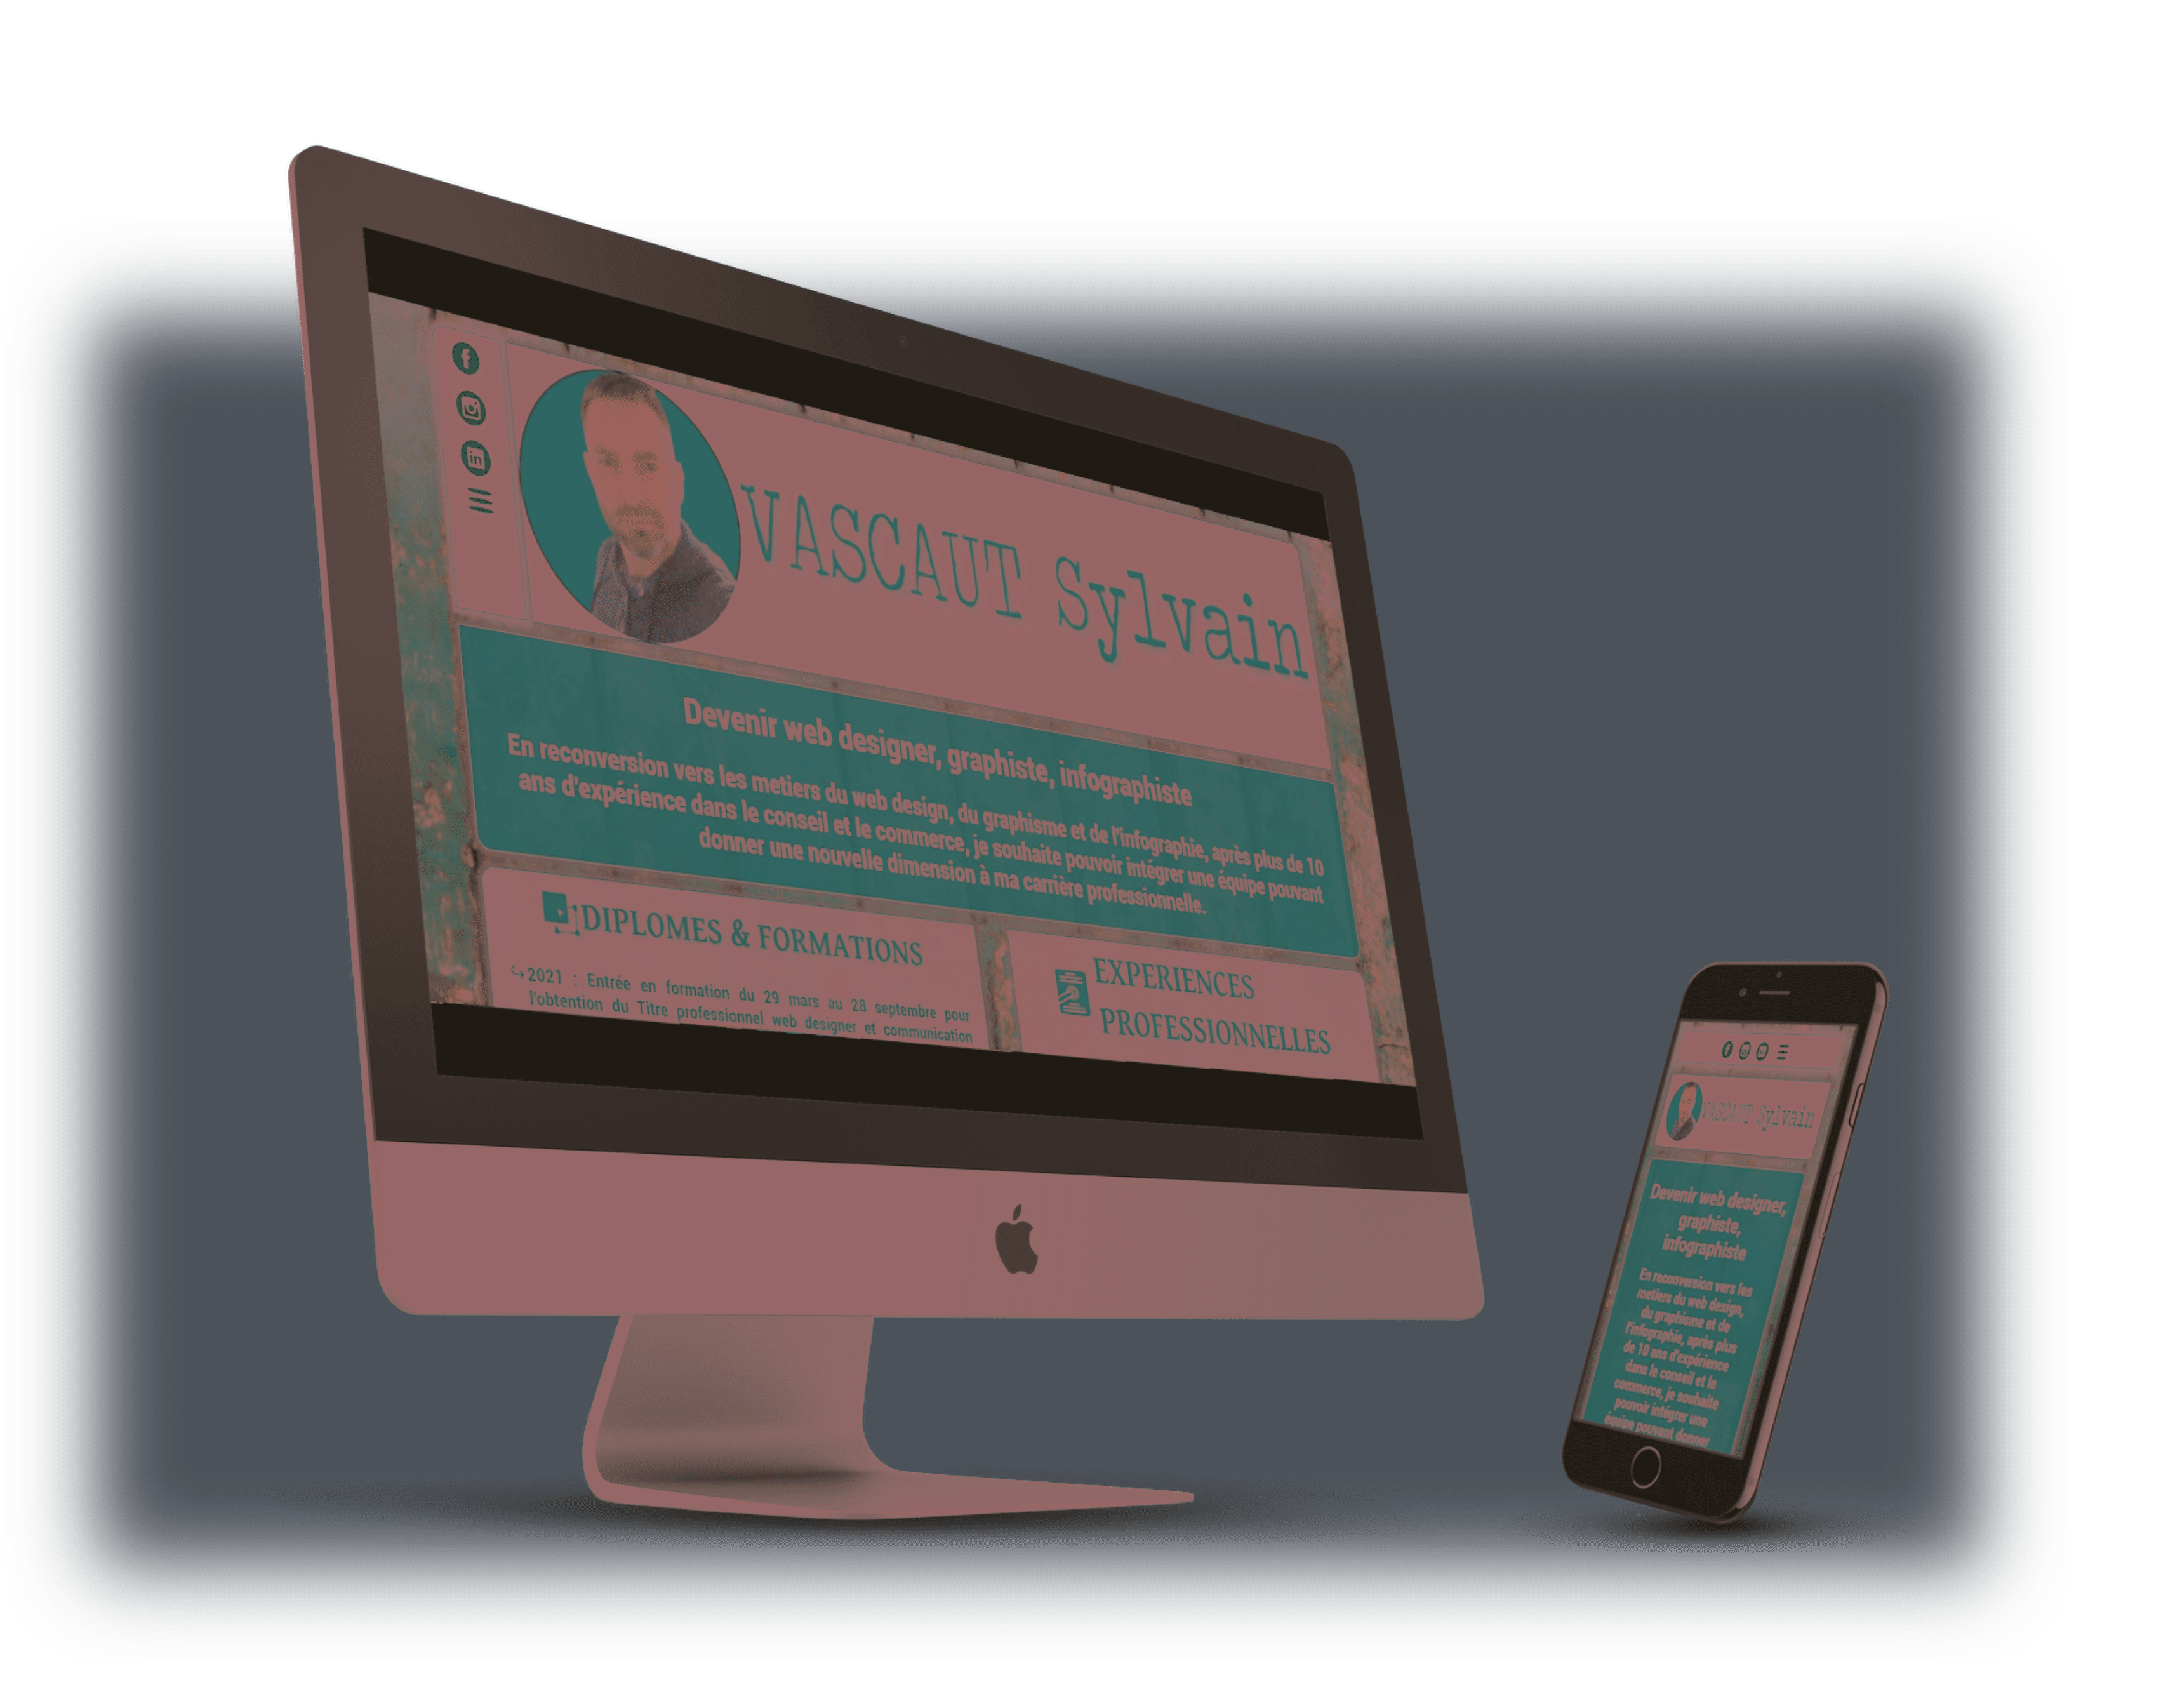 VASCAUT Sylvain
Devenir web designer, graphiste, infographiste
En reconversion vers les metiers du web design, du graphisme et de l'infographie, après plus de 10
ans d'expérience dans le conseil et le commerce, je souhaite pouvoir intégrer une équipe pouvant
donner une nouvelle dimension à ma carrière professionnelle.
DIPLOMES & FORMATIONS
2021 : Entrée en formation du 29 mars au 28 septembre pour
l'obtention du Titre professionnel web designer et communication
EXPERIENCES
PROFESSIONNELLES
VASCAUT Sylvain
Devenir web designer,
graphiste,
infographiste
En reconversion vers les
metiers du web design,
du graphisme et de
l'infographie, après plus
de 10 ans d'expérience
dans le conseil et le
commerce, je souhaite
pouvoir intégrer une
équipe pouvant donner